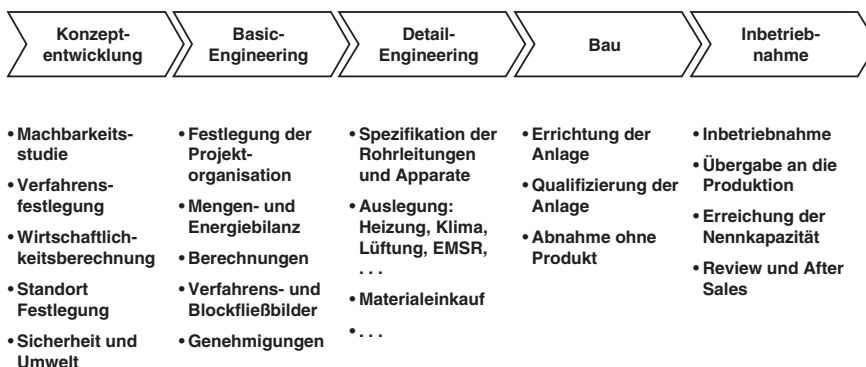 Konzept-
entwicklung
Basic-
Engineering
Detail-
Engineering
Bau
Inbetrieb-
nahme
• Machbarkeits-
studie
• Verfahrens-
festlegung
• Wirtschaftlich-
keitsberechnung
• Standort
Festlegung
• Sicherheit und
Umwelt
• Festlegung der
Projekt-
organisation
• Mengen- und
Energiebilanz
• Berechnungen
• Verfahrens- und
Blockfließbilder
• Genehmigungen
• Spezifikation der
Rohrleitungen
und Apparate
• Auslegung:
Heizung, Klima,
Lüftung, EMSR,
. . .
• Materialeinkauf
• . . .
• Errichtung der
Anlage
• Qualifizierung der
Anlage
• Abnahme ohne
Produkt
• Inbetriebnahme
• Übergabe an die
Produktion
• Erreichung der
Nennkapazität
• Review und After
Sales